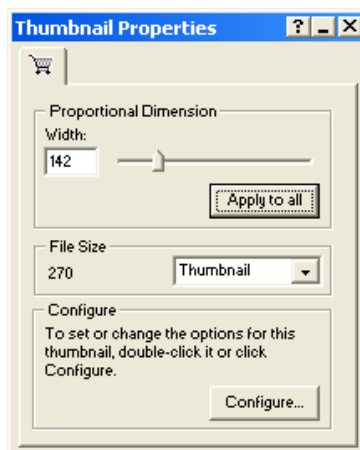 Thumbnail Properties
Proportional Dimension
Width:
142
Apply to all
File Size
270 Thumbnail
Configure
To set or change the options for this
thumbnail, double-click it or click
Configure.
Configure...